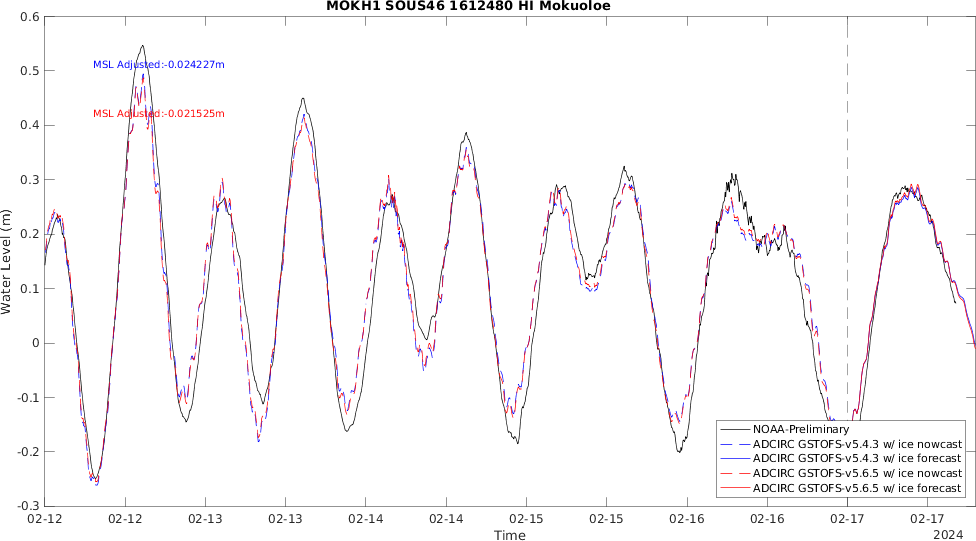 MOKH1 SOUS46 1612480 HI Mokuoloe
0.6
0.5
0.4
0.3
0.2
0.1
0
-0.1
-0.2
-0.3
Water Level (m)
MSL Adjusted:-0.024227m
MSL Adjusted:-0.021525m
NOAA-Preliminary
ADCIRC GSTOFS-v5.4.3 w/ ice nowcast
ADCIRC GSTOFS-v5.4.3 w/ ice forecast
ADCIRC GSTOFS-v5.6.5 w/ ice nowcast
ADCIRC GSTOFS-v5.6.5 w/ ice forecast
02-12 02-12 02-13 02-13 02-14 02-14 02-15 02-15 02-16 02-16 02-17 02-17
2024
Time